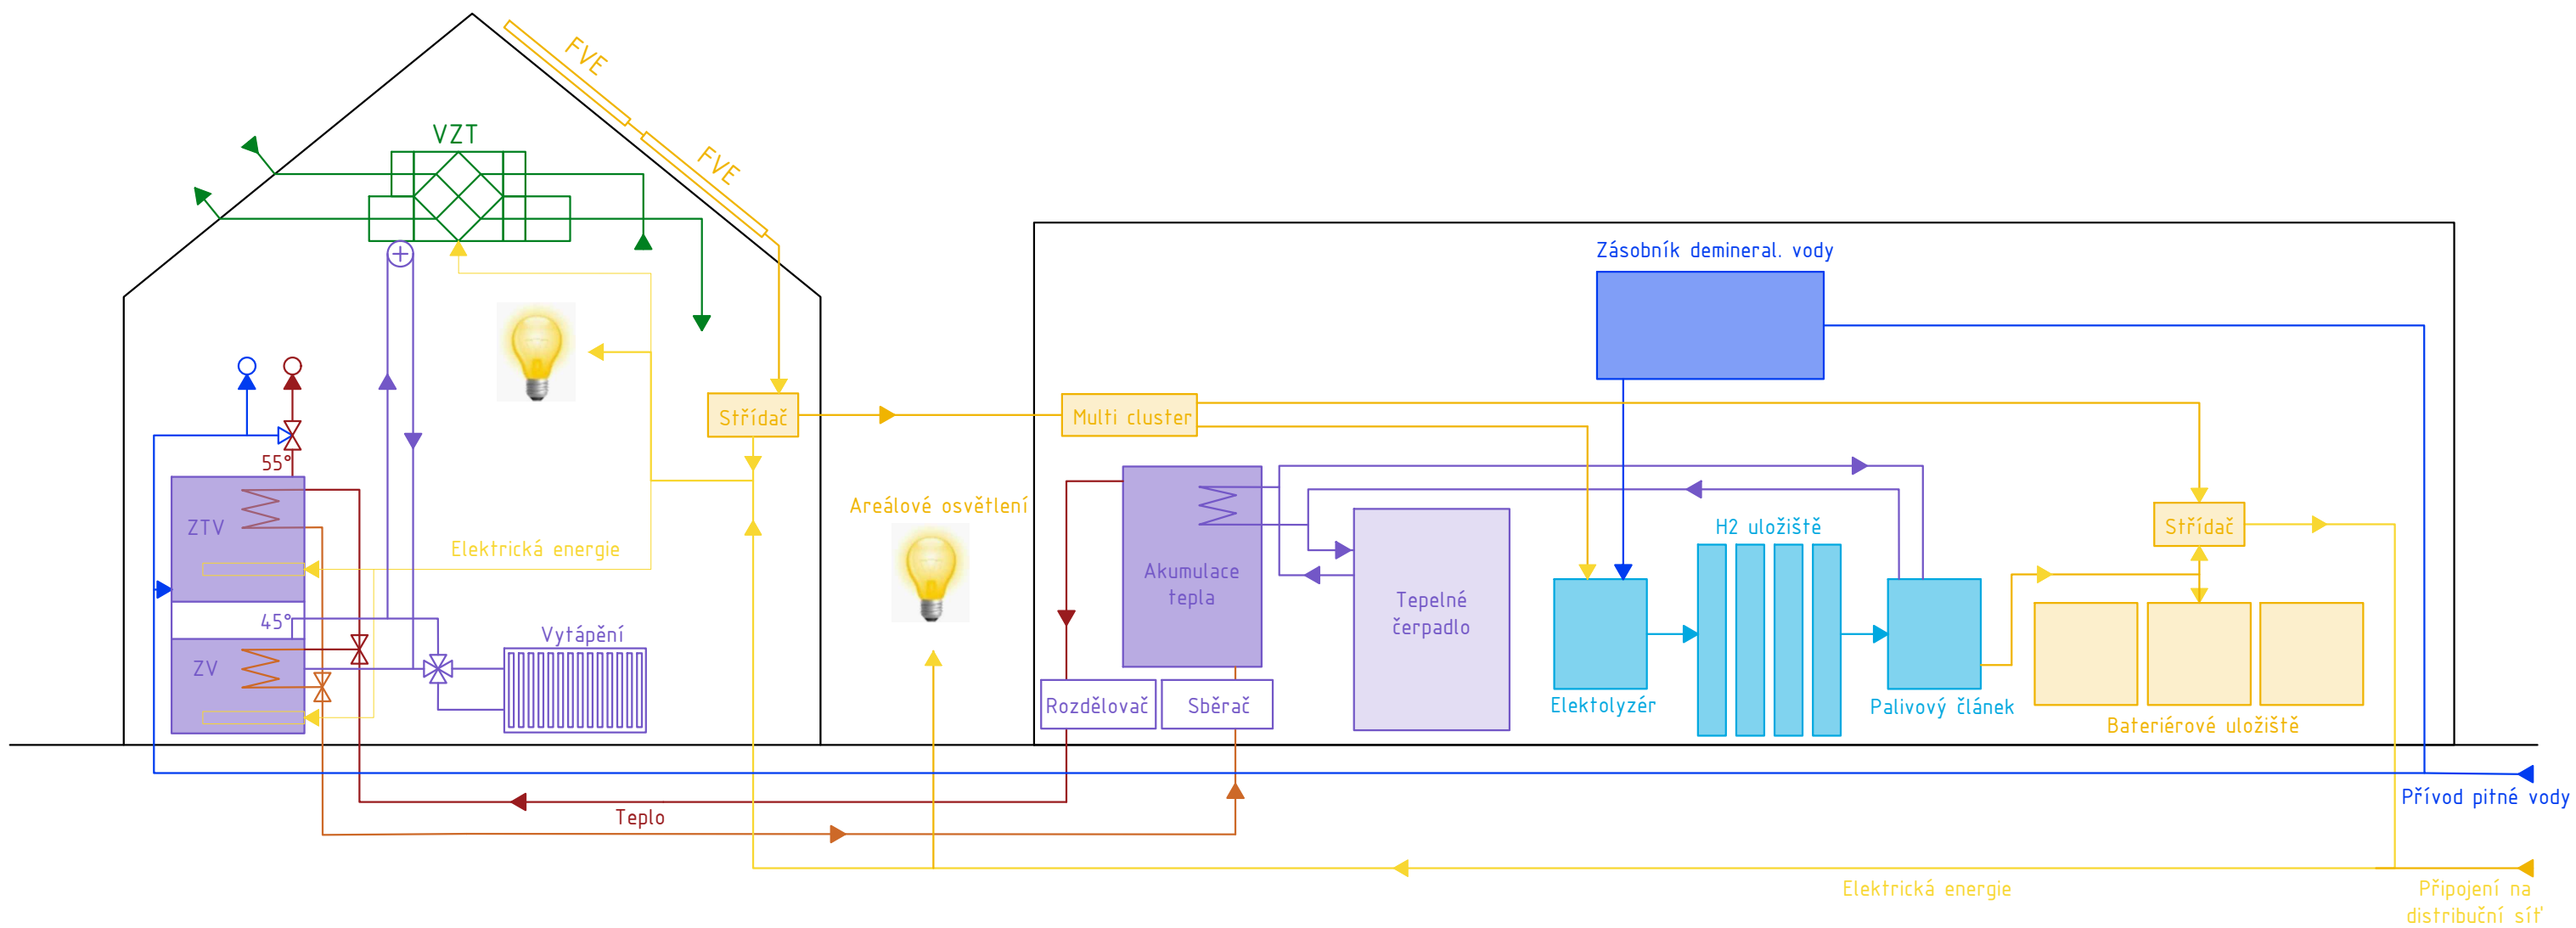 FVE
VZT
FVE
Zásobník demineral. vody
Střídač
Multi cluster
55°
Areálové osvětlení
ZTV
H2 uložiště
Střídač
Elektrická energie
Akumulace
tepla
Tepelné
čerpadlo
45°
Vytápění
ZV
Rozdělovač
Sběrač
Elektolyzér
Palivový článek
Bateriérové uložiště
Přívod pitné vody
Teplo
Elektrická energie
Připojení na
distribuční síť